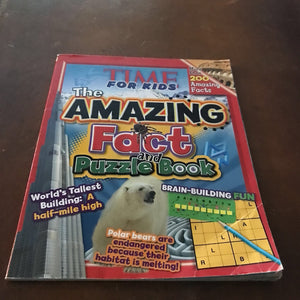 TIME
FOR KIDS
200
Amazing
Facts
The
AMAZING
Fact
and
Puzzle Book
World's Tallest
Building: A
half-mile high
BRAIN-BUILDING FUN
Polar bears are
endangered
because their
habitat is melting!
I
L A
R L B